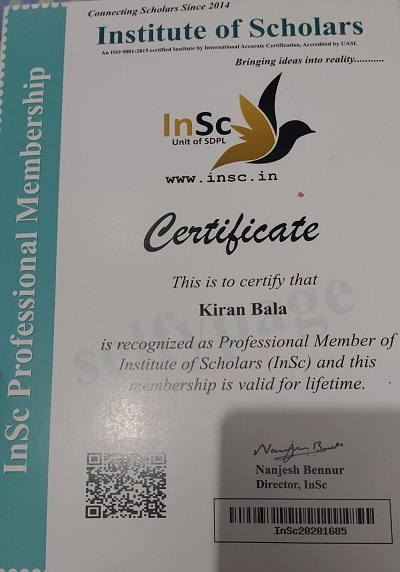 Connecting Scholars Since 2014
Institute of Scholars
An ISO 9001:2015 certified Institute by International Accurate Certification, Accredited by UASL
Bringing ideas into reality...........
InSc
Unit of SDPL
www.insc.in
Certificate
This is to certify that
Kiran Bala
is recognized as Professional Member of
Institute of Scholars (InSc) and this
membership is valid for lifetime.
Nanjesh Bennur
Director, InSc
InSc20201685
InSc Professional Membership
selfypage